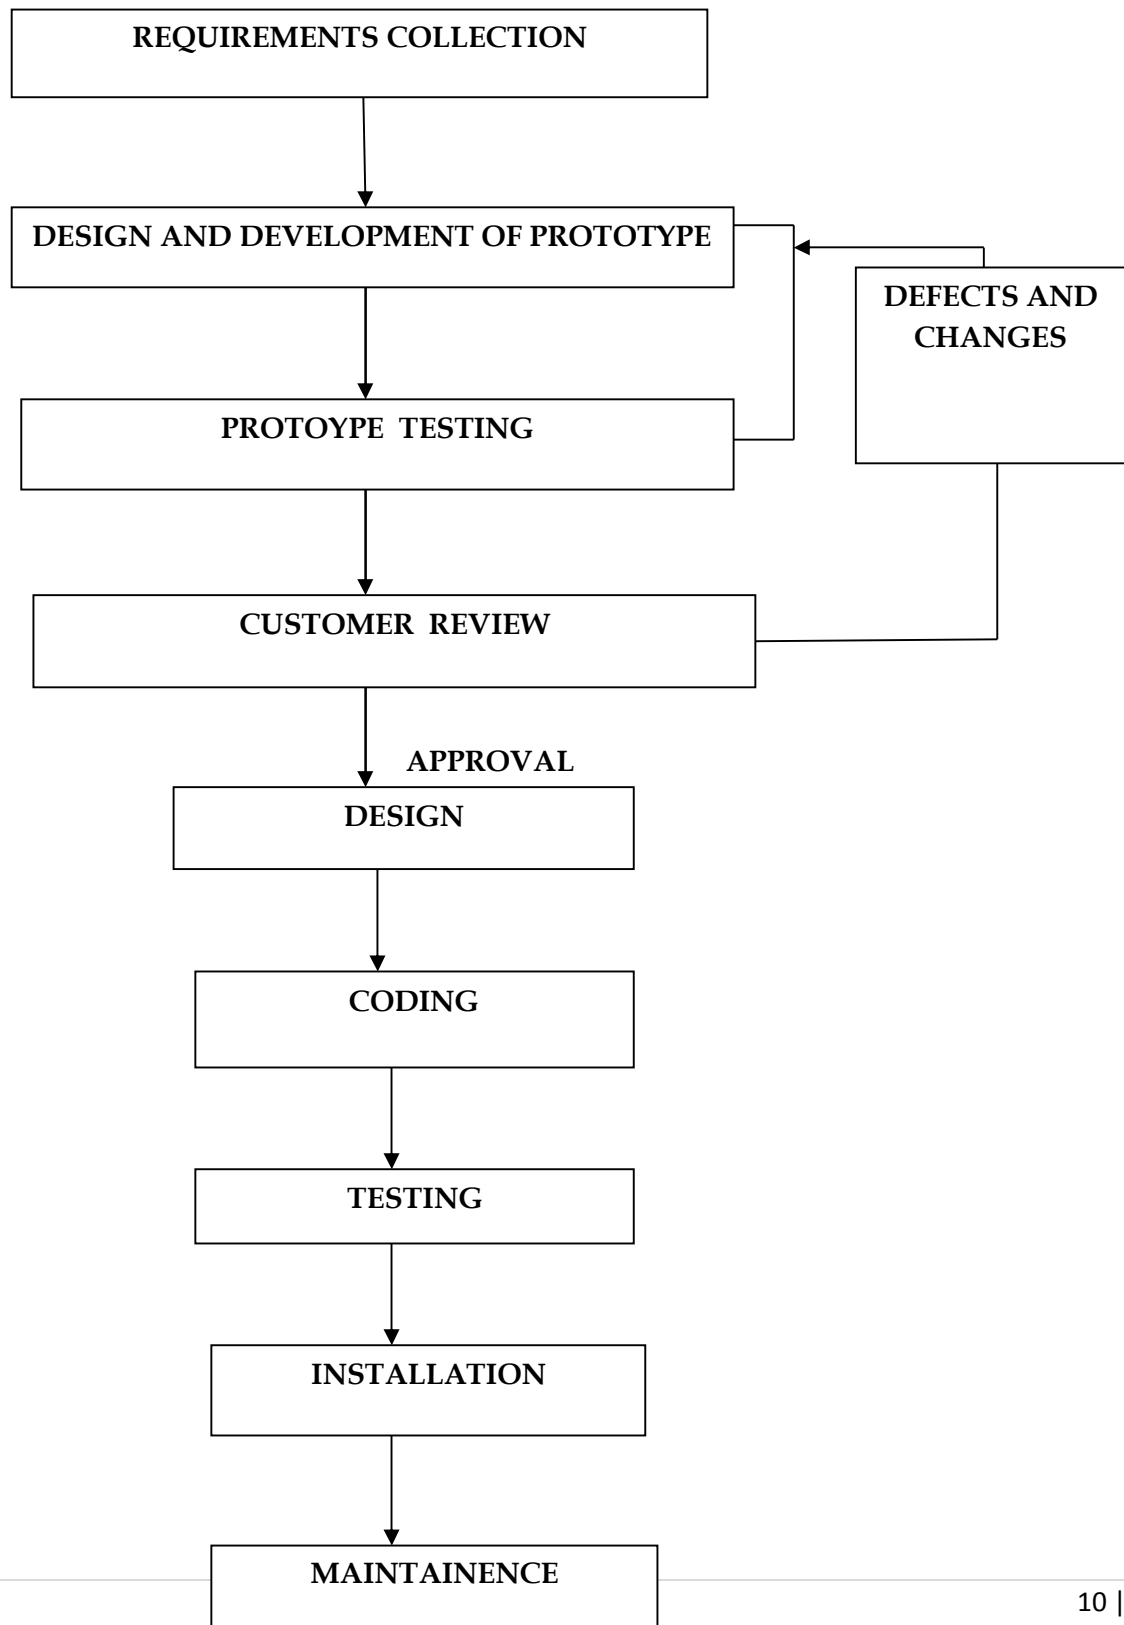 REQUIREMENTS COLLECTION
DESIGN AND DEVELOPMENT OF PROTOTYPE
DEFECTS AND
CHANGES
PROTOYPE TESTING
CUSTOMER REVIEW
APPROVAL
DESIGN
CODING
TESTING
INSTALLATION
MAINTAINENCE
10 |